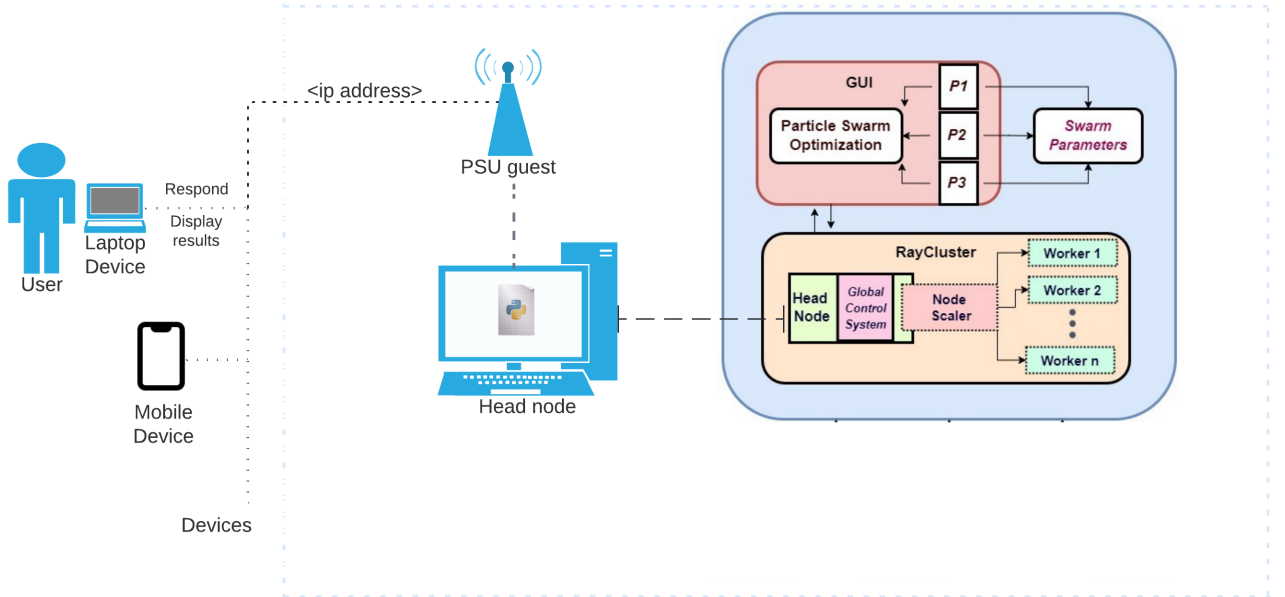 <ip address>
PSU guest
Respond
Display
results
Laptop
Device
User
Mobile
Device
Devices
Head node
GUI
P1
Particle Swarm
Optimization
P2
P3
Swarm
Parameters
RayCluster
Head
Node
Global
Control
System
Node
Scaler
Worker 1
Worker 2
Worker n